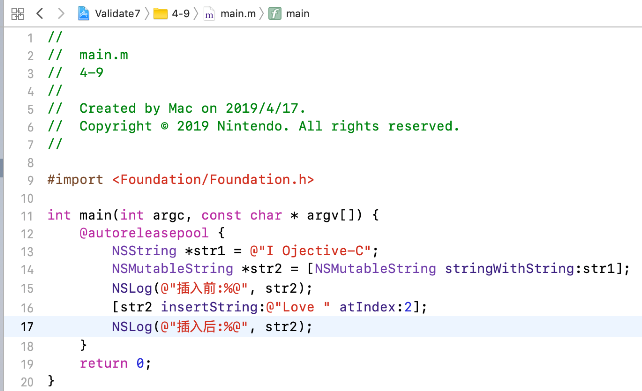 Validate7 > 4-9 > m main.m > f main
1 //
2 //  main.m
3 //  4-9
4 //
5 //  Created by Mac on 2019/4/17.
6 //  Copyright © 2019 Nintendo. All rights reserved.
7 //
8
9 #import <Foundation/Foundation.h>
10
11 int main(int argc, const char * argv[]) {
12     @autoreleasepool {
13         NSString *str1 = @"I Ojective-C";
14         NSMutableString *str2 = [NSMutableString stringWithString:str1];
15         NSLog(@"插入前:%@", str2);
16         [str2 insertString:@"Love " atIndex:2];
17         NSLog(@"插入后:%@", str2);
18     }
19     return 0;
20 }